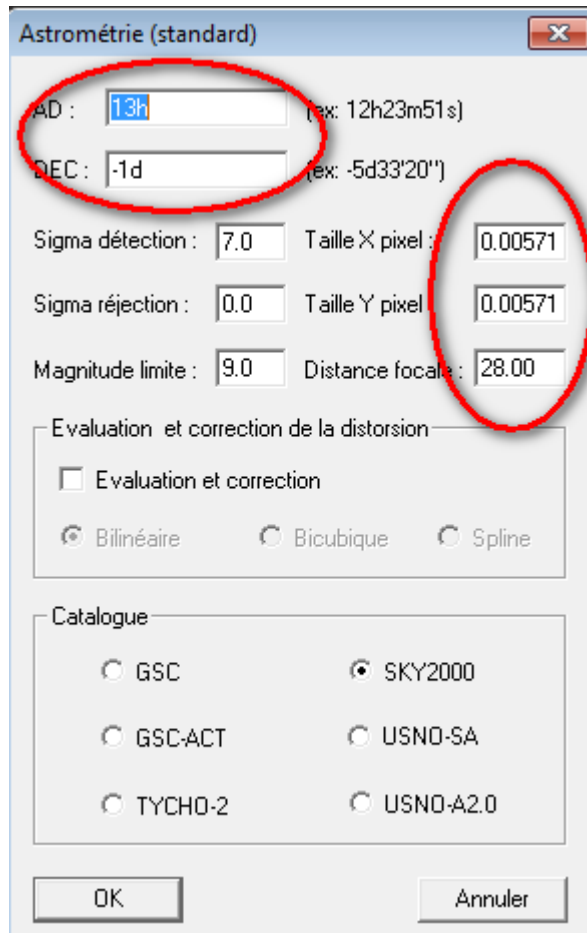 Astrométrie (standard)
AD : 13h (ex: 12h23m51s)
DEC : -1d (ex: -5d33'20'')
Sigma détection : 7.0 Taille X pixel : 0.00571
Sigma réjection : 0.0 Taille Y pixel 0.00571
Magnitude limite : 9.0 Distance focale : 28.00
Evaluation et correction de la distorsion
Evaluation et correction
Bilinéaire Bicubique Spline
Catalogue
GSC SKY2000
GSC-ACT USNO-SA
TYCHO-2 USNO-A2.0
OK Annuler